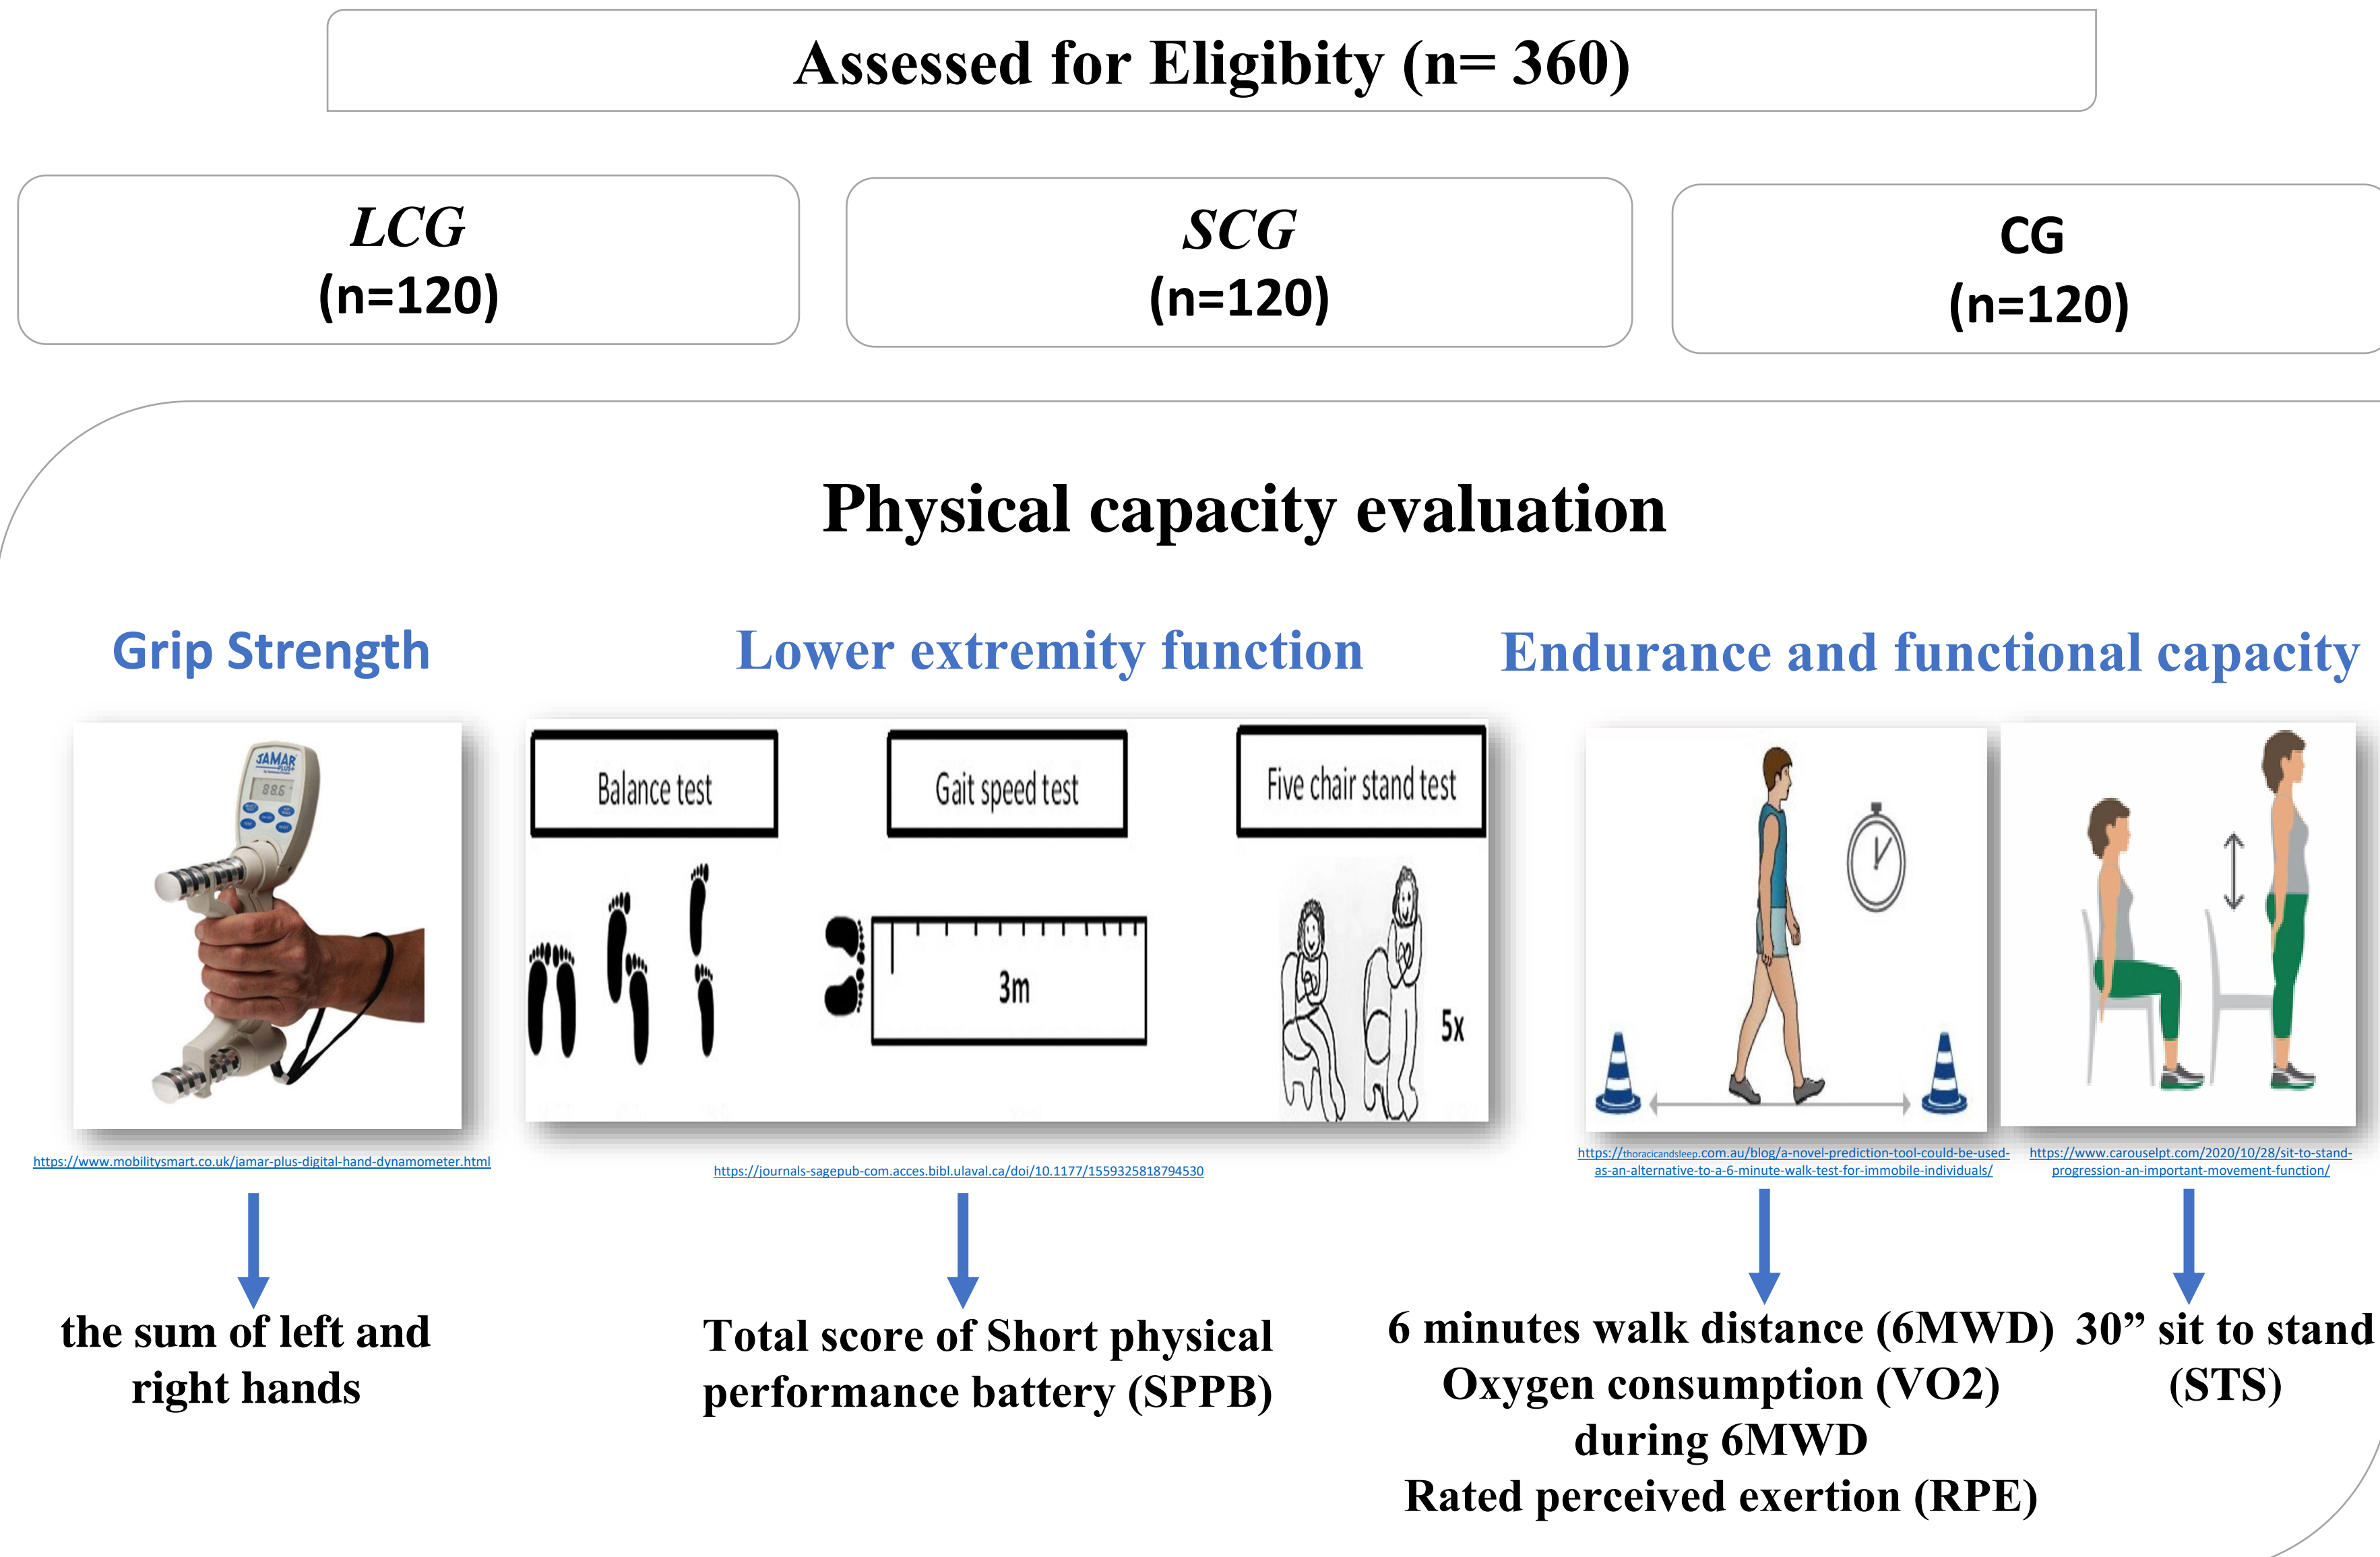 Assessed for Eligibity (n= 360)
LCG
(n=120)
SCG
(n=120)
CG
(n=120)
Physical capacity evaluation
Grip Strength
Lower extremity function
Endurance and functional capacity
JAMAR
PLUS+
88.6
Balance test
Gait speed test
Five chair stand test
3m
5x
https://www.mobilitysmart.co.uk/jamar-plus-digital-hand-dynamometer.html
https://journals-sagepub-com.acces.bibl.ulaval.ca/doi/10.1177/1559325818794530
https://thoracicandsleep.com.au/blog/a-novel-prediction-tool-could-be-used-
as-an-alternative-to-a-6-minute-walk-test-for-immobile-individuals/
https://www.carouselpt.com/2020/10/28/sit-to-stand-
progression-an-important-movement-function/
the sum of left and
right hands
Total score of Short physical
performance battery (SPPB)
6 minutes walk distance (6MWD)
Oxygen consumption (VO2)
during 6MWD
Rated perceived exertion (RPE)
30” sit to stand
(STS)